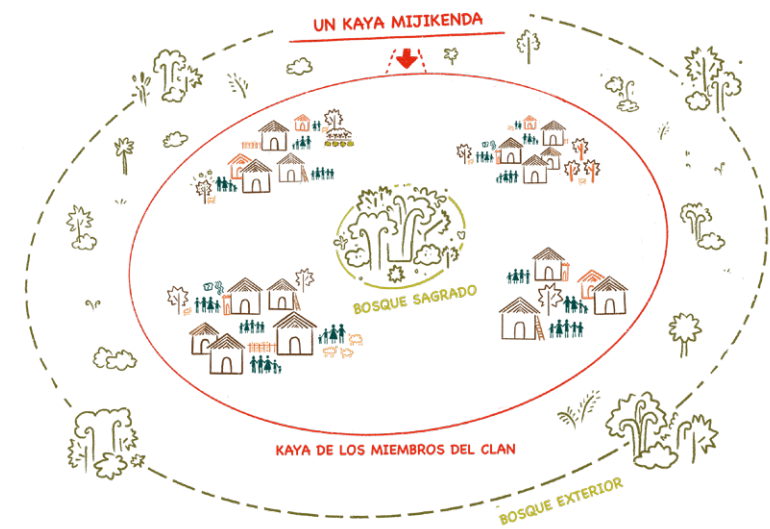 UN KAYA MIJIKENDA
BOSQUE SAGRADO
KAYA DE LOS MIEMBROS DEL CLAN
BOSQUE EXTERIOR